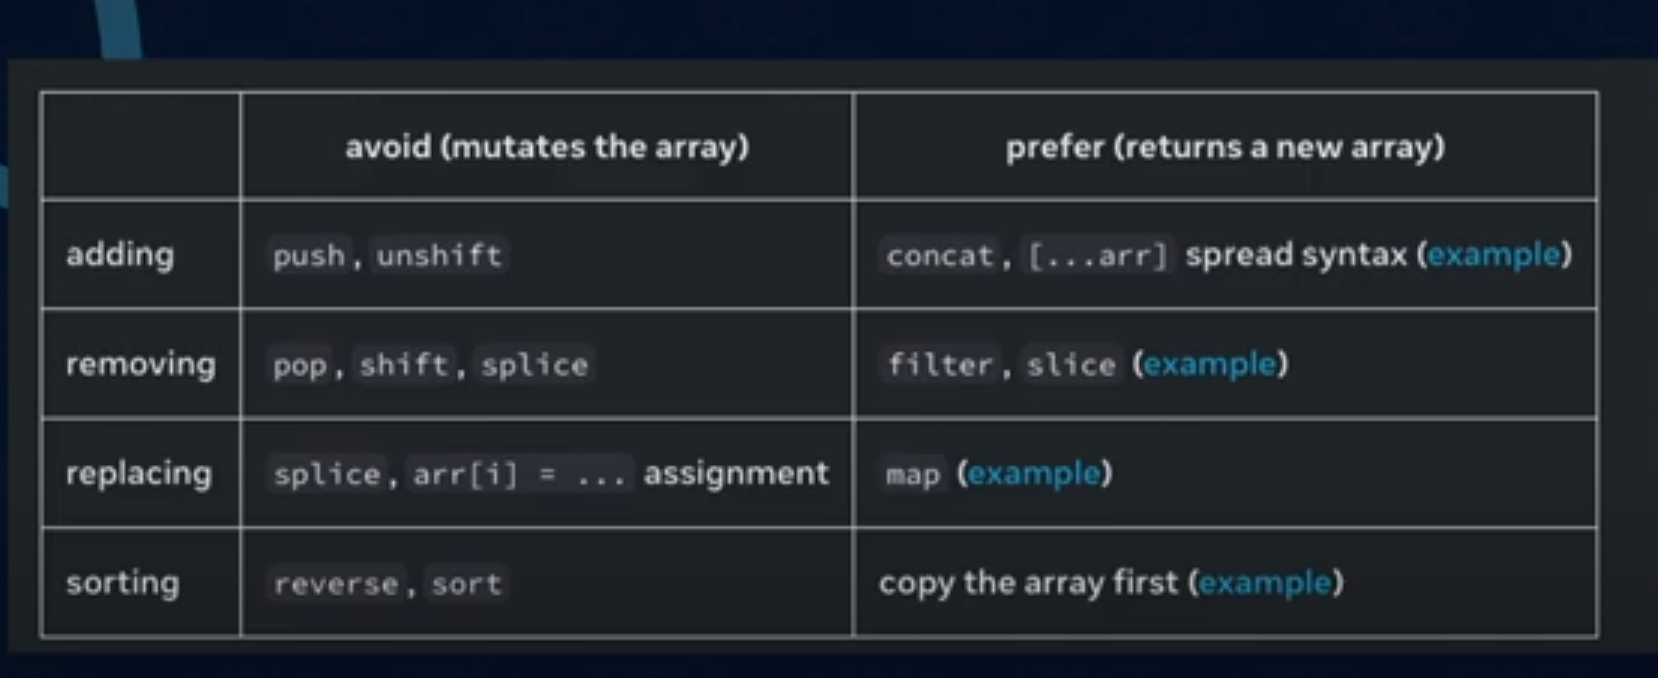 avoid (mutates the array) prefer (returns a new array)
adding push, unshift concat, [...arr] spread syntax (example)
removing pop, shift, splice filter, slice (example)
replacing splice, arr[i] = ... assignment map (example)
sorting reverse, sort copy the array first (example)